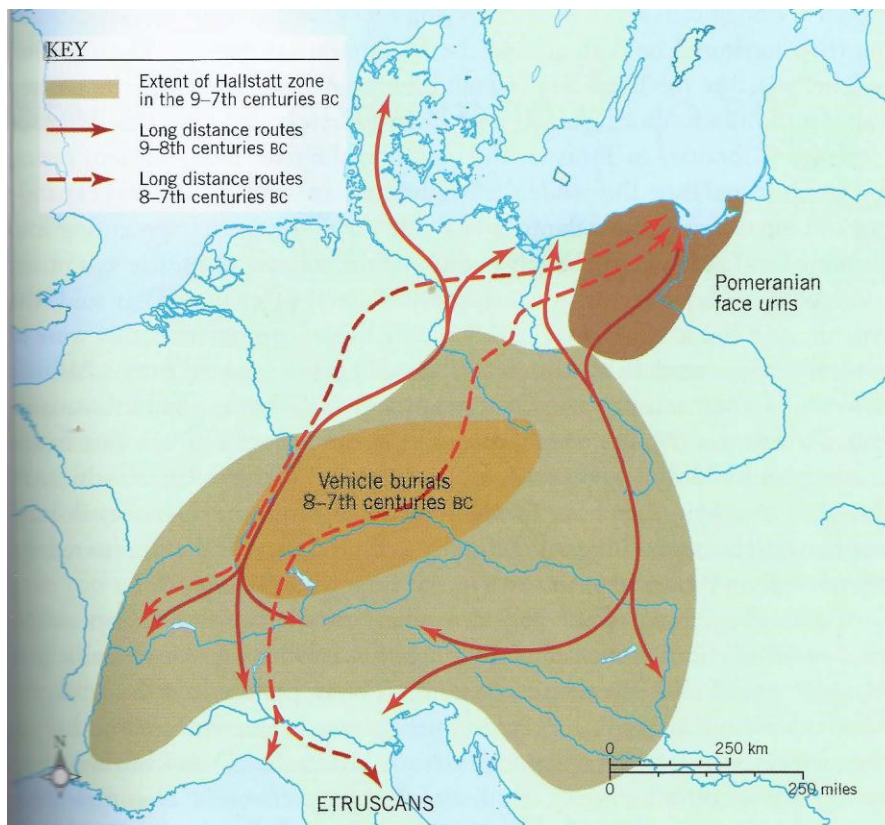 KEY
Extent of Hallstatt zone
in the 9–7th centuries BC
Long distance routes
9–8th centuries BC
Long distance routes
8–7th centuries BC
Pomeranian
face urns
Vehicle burials
8–7th centuries BC
N
0 250 km
0 250 miles
ETRUSCANS